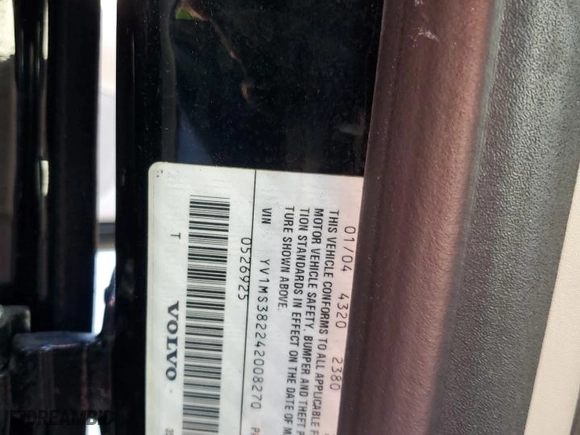 01/04 4320 2380
THIS VEHICLE CONFORMS TO ALL APPLICABLE
MOTOR VEHICLE SAFETY, BUMPER AND THEFT
TION STANDARDS IN EFFECT ON THE DATE OF M
TURE SHOWN ABOVE.
VIN YV1MS382242008270
0526925
T VOLVO